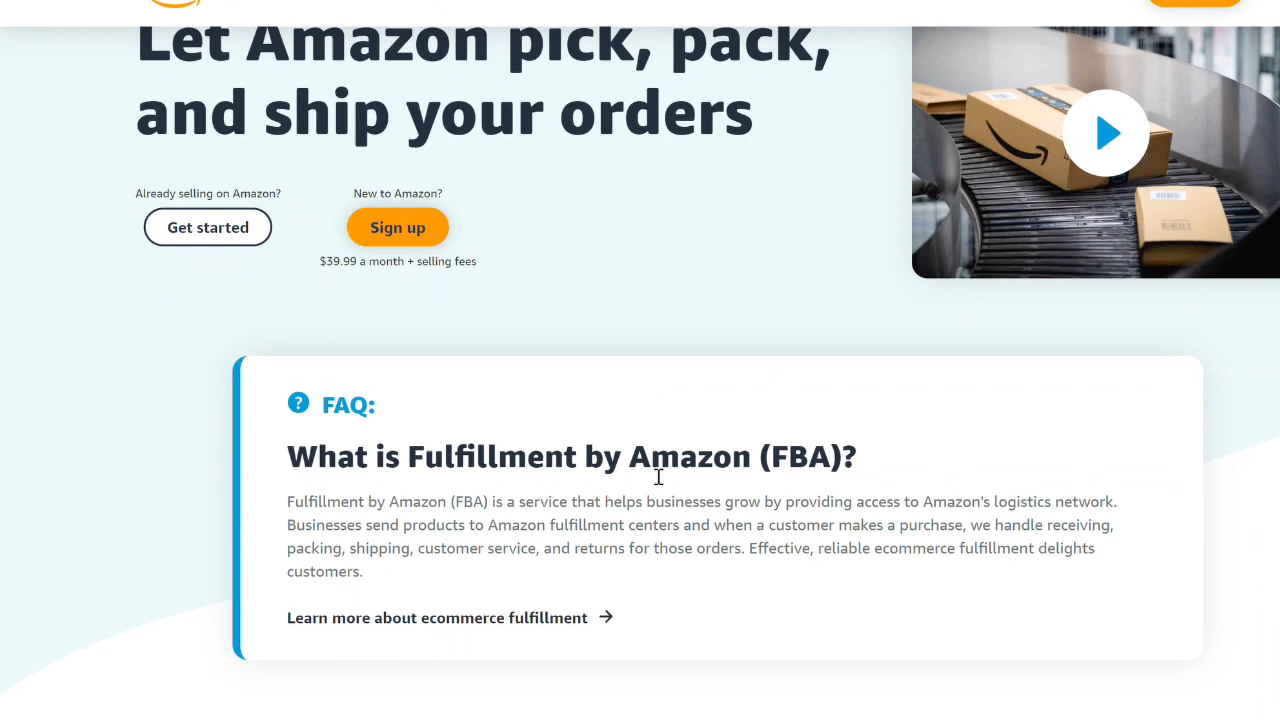 Let Amazon pick, pack,
and ship your orders
Already selling on Amazon?
New to Amazon?
Get started
Sign up
$39.99 a month + selling fees
FAQ:
What is Fulfillment by Amazon (FBA)?
Fulfillment by Amazon (FBA) is a service that helps businesses grow by providing access to Amazon's logistics network.
Businesses send products to Amazon fulfillment centers and when a customer makes a purchase, we handle receiving,
packing, shipping, customer service, and returns for those orders. Effective, reliable ecommerce fulfillment delights
customers.
Learn more about ecommerce fulfillment